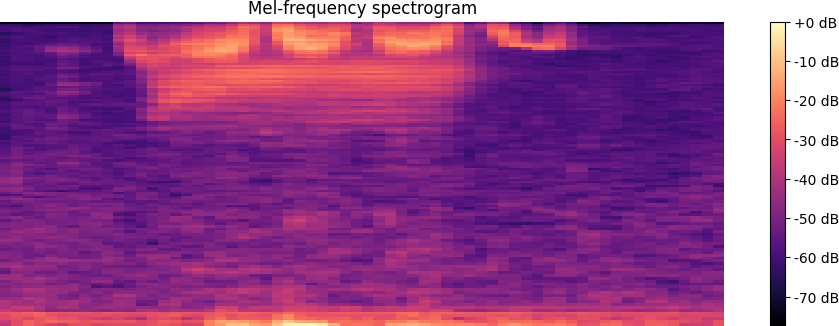 Mel-frequency spectrogram
+0 dB
-10 dB
-20 dB
-30 dB
-40 dB
-50 dB
-60 dB
-70 dB